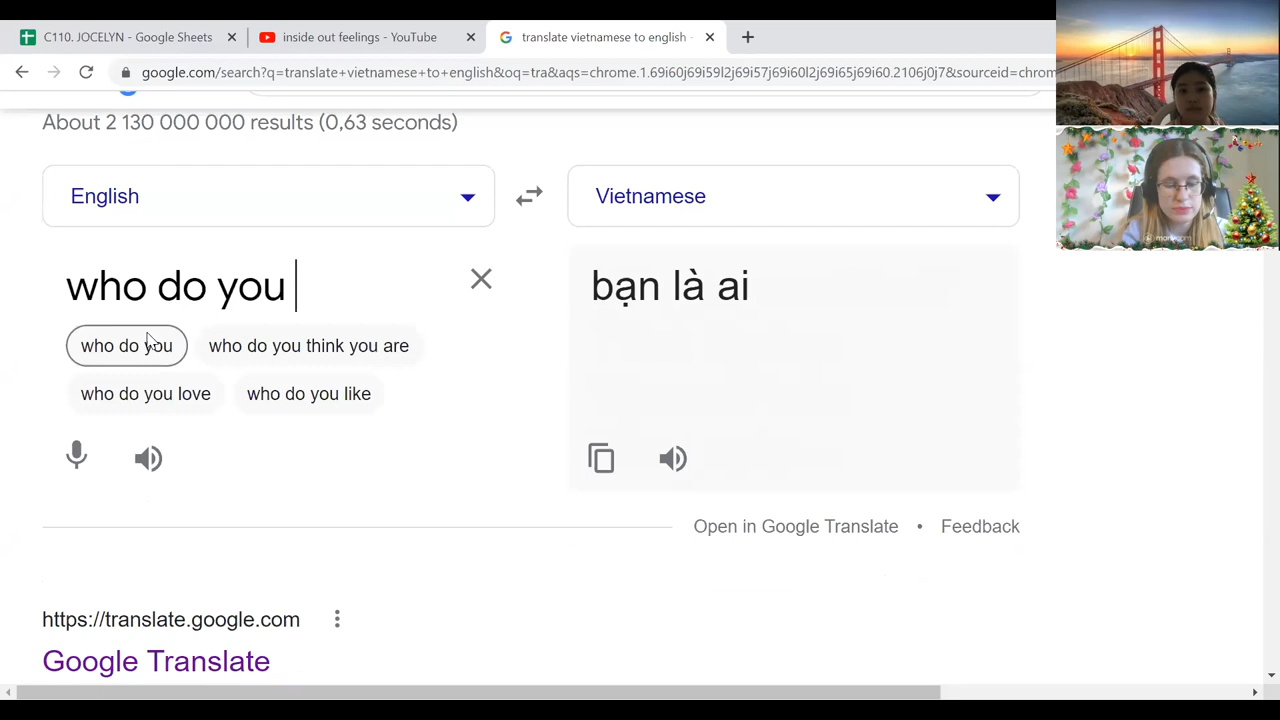 C110. JOCELYN - Google Sheets
inside out feelings - YouTube
translate vietnamese to english -
google.com/search?q=translate+vietnamese+to+english&oq=tra&aqs=chrome.1.69i60j69i59l2j69i57j69i60l2j69i65j69i60.2106j0j7&sourceid=chrom
About 2 130 000 000 results (0,63 seconds)
English
Vietnamese
who do you
bạn là ai
who do you
who do you think you are
who do you love
who do you like
Open in Google Translate • Feedback
https://translate.google.com
Google Translate